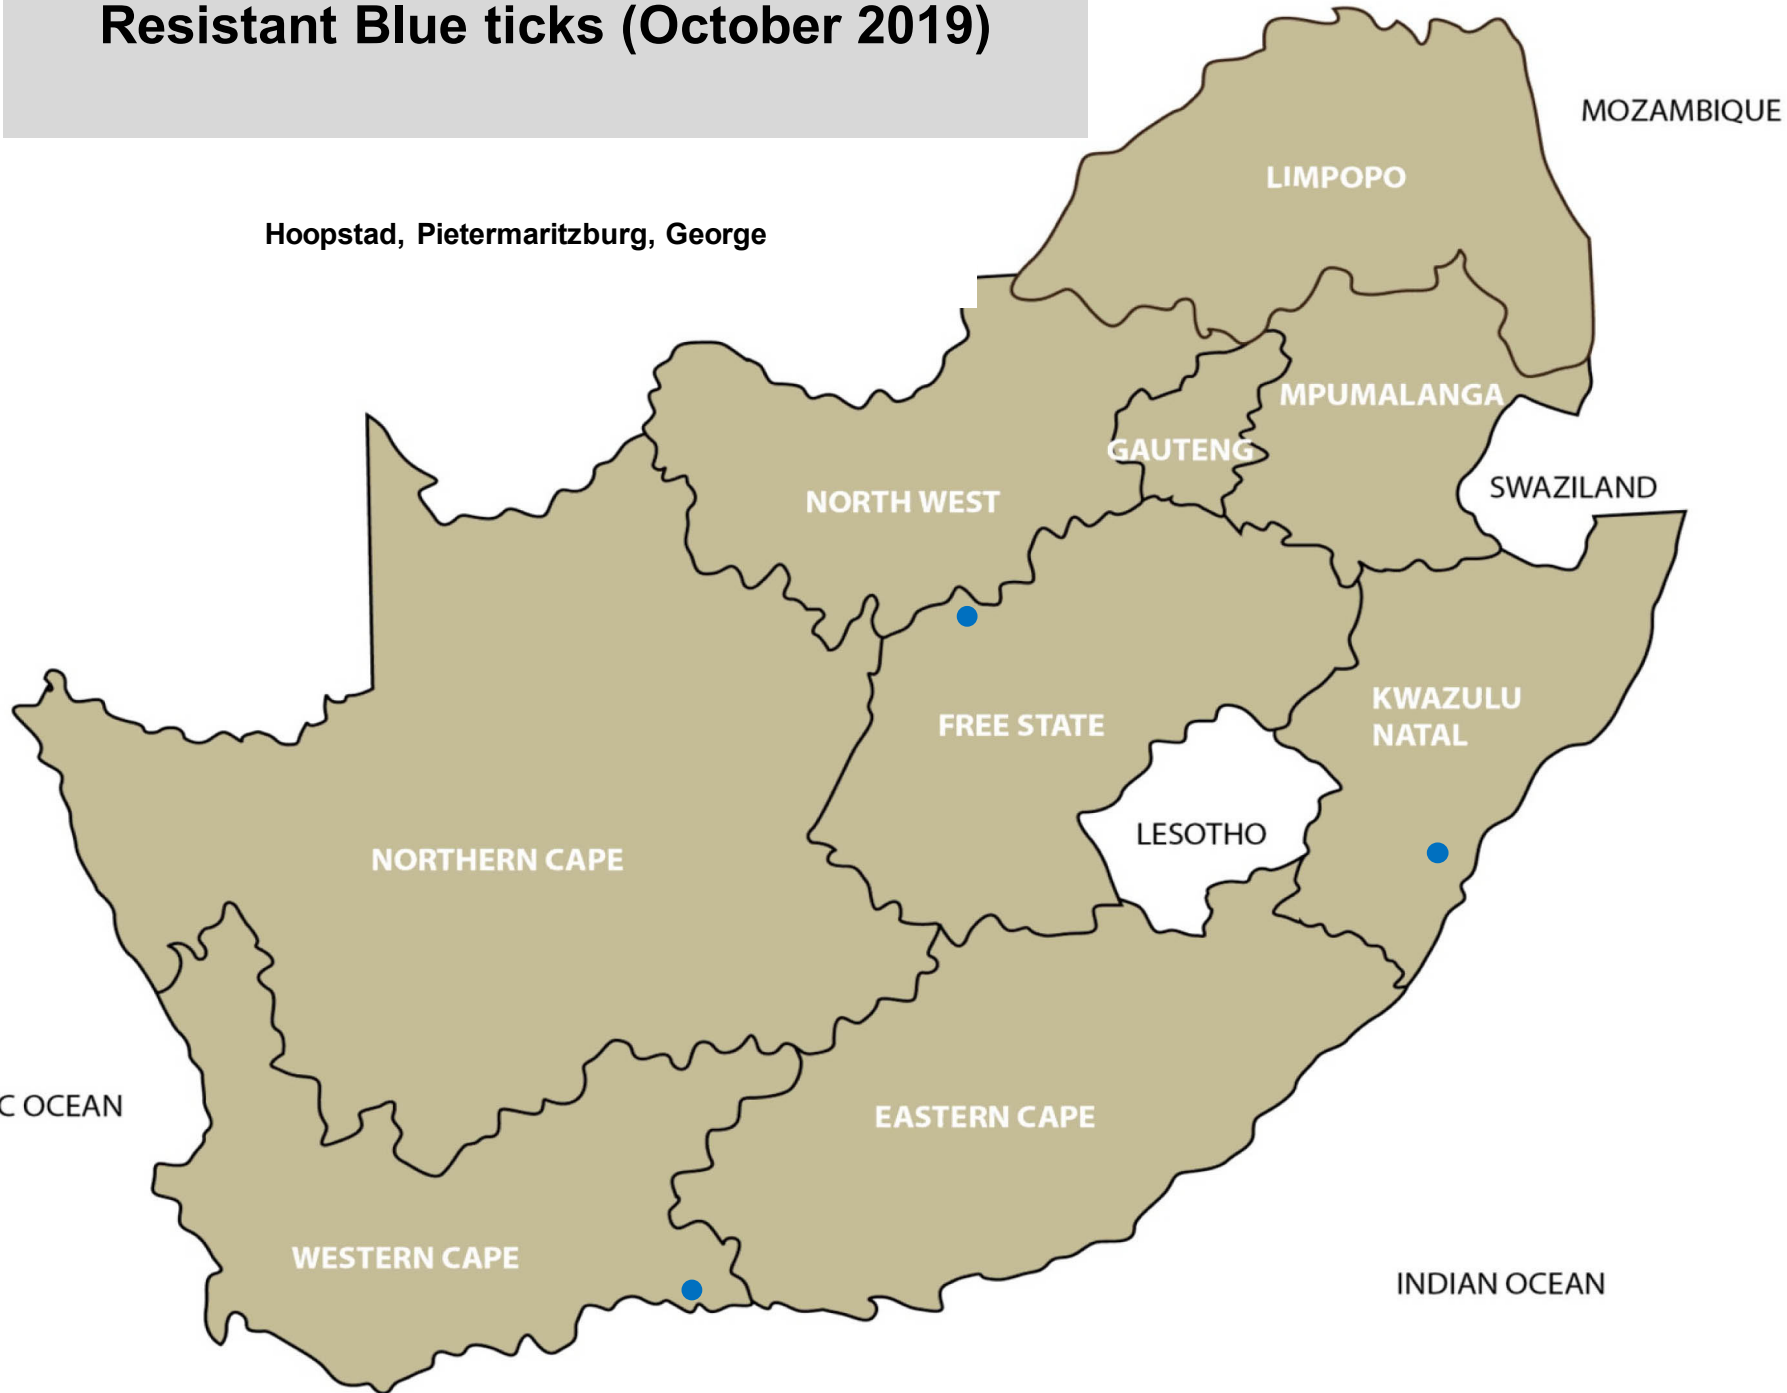 Resistant Blue ticks (October 2019)
MOZAMBIQUE
LIMPOPO
Hoopstad, Pietermaritzburg, George
MPUMALANGA
GAUTENG
SWAZILAND
NORTH WEST
KWAZULU
NATAL
FREE STATE
LESOTHO
NORTHERN CAPE
C OCEAN
EASTERN CAPE
WESTERN CAPE
INDIAN OCEAN